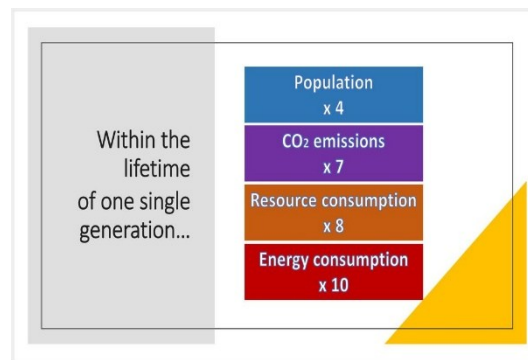 Within the
lifetime
of one single
generation...
Population
x 4
CO₂ emissions
x 7
Resource consumption
x 8
Energy consumption
x 10